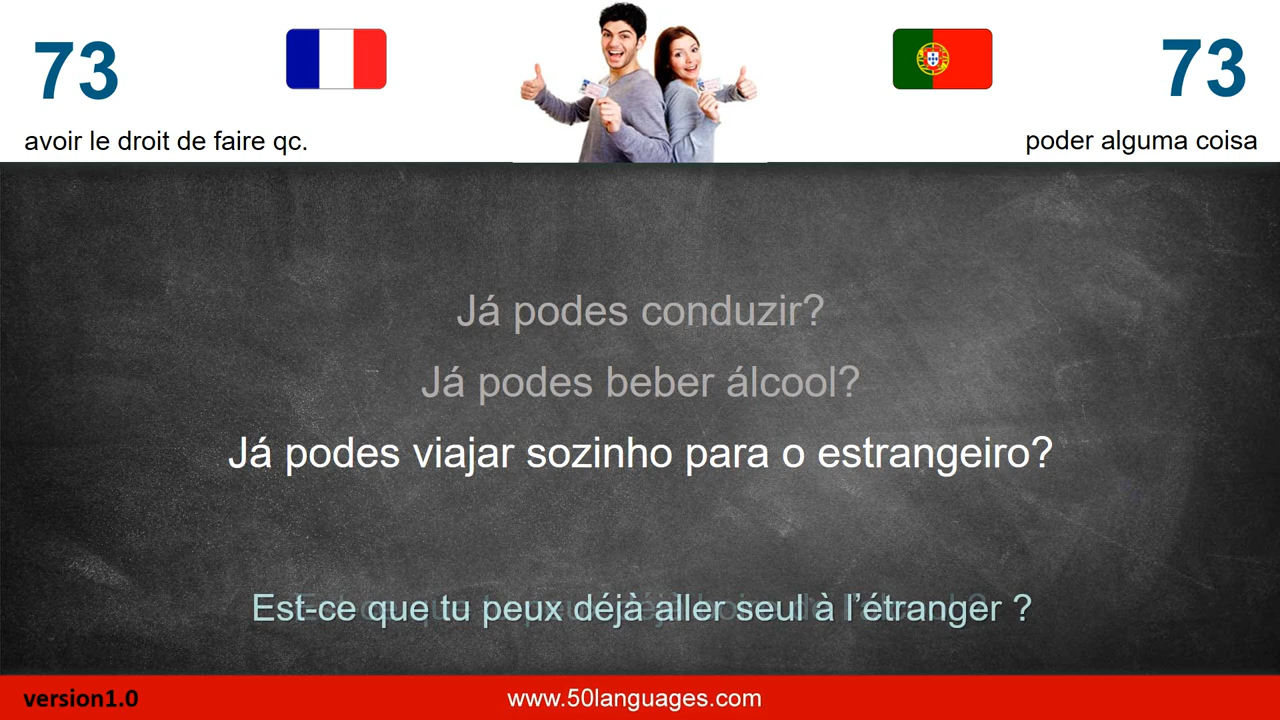 73
73
avoir le droit de faire qc.
poder alguma coisa
Já podes conduzir?
Já podes beber álcool?
Já podes viajar sozinho para o estrangeiro?
Est-ce que tu peux déjà aller seul à l’étranger ?
version1.0
www.50languages.com